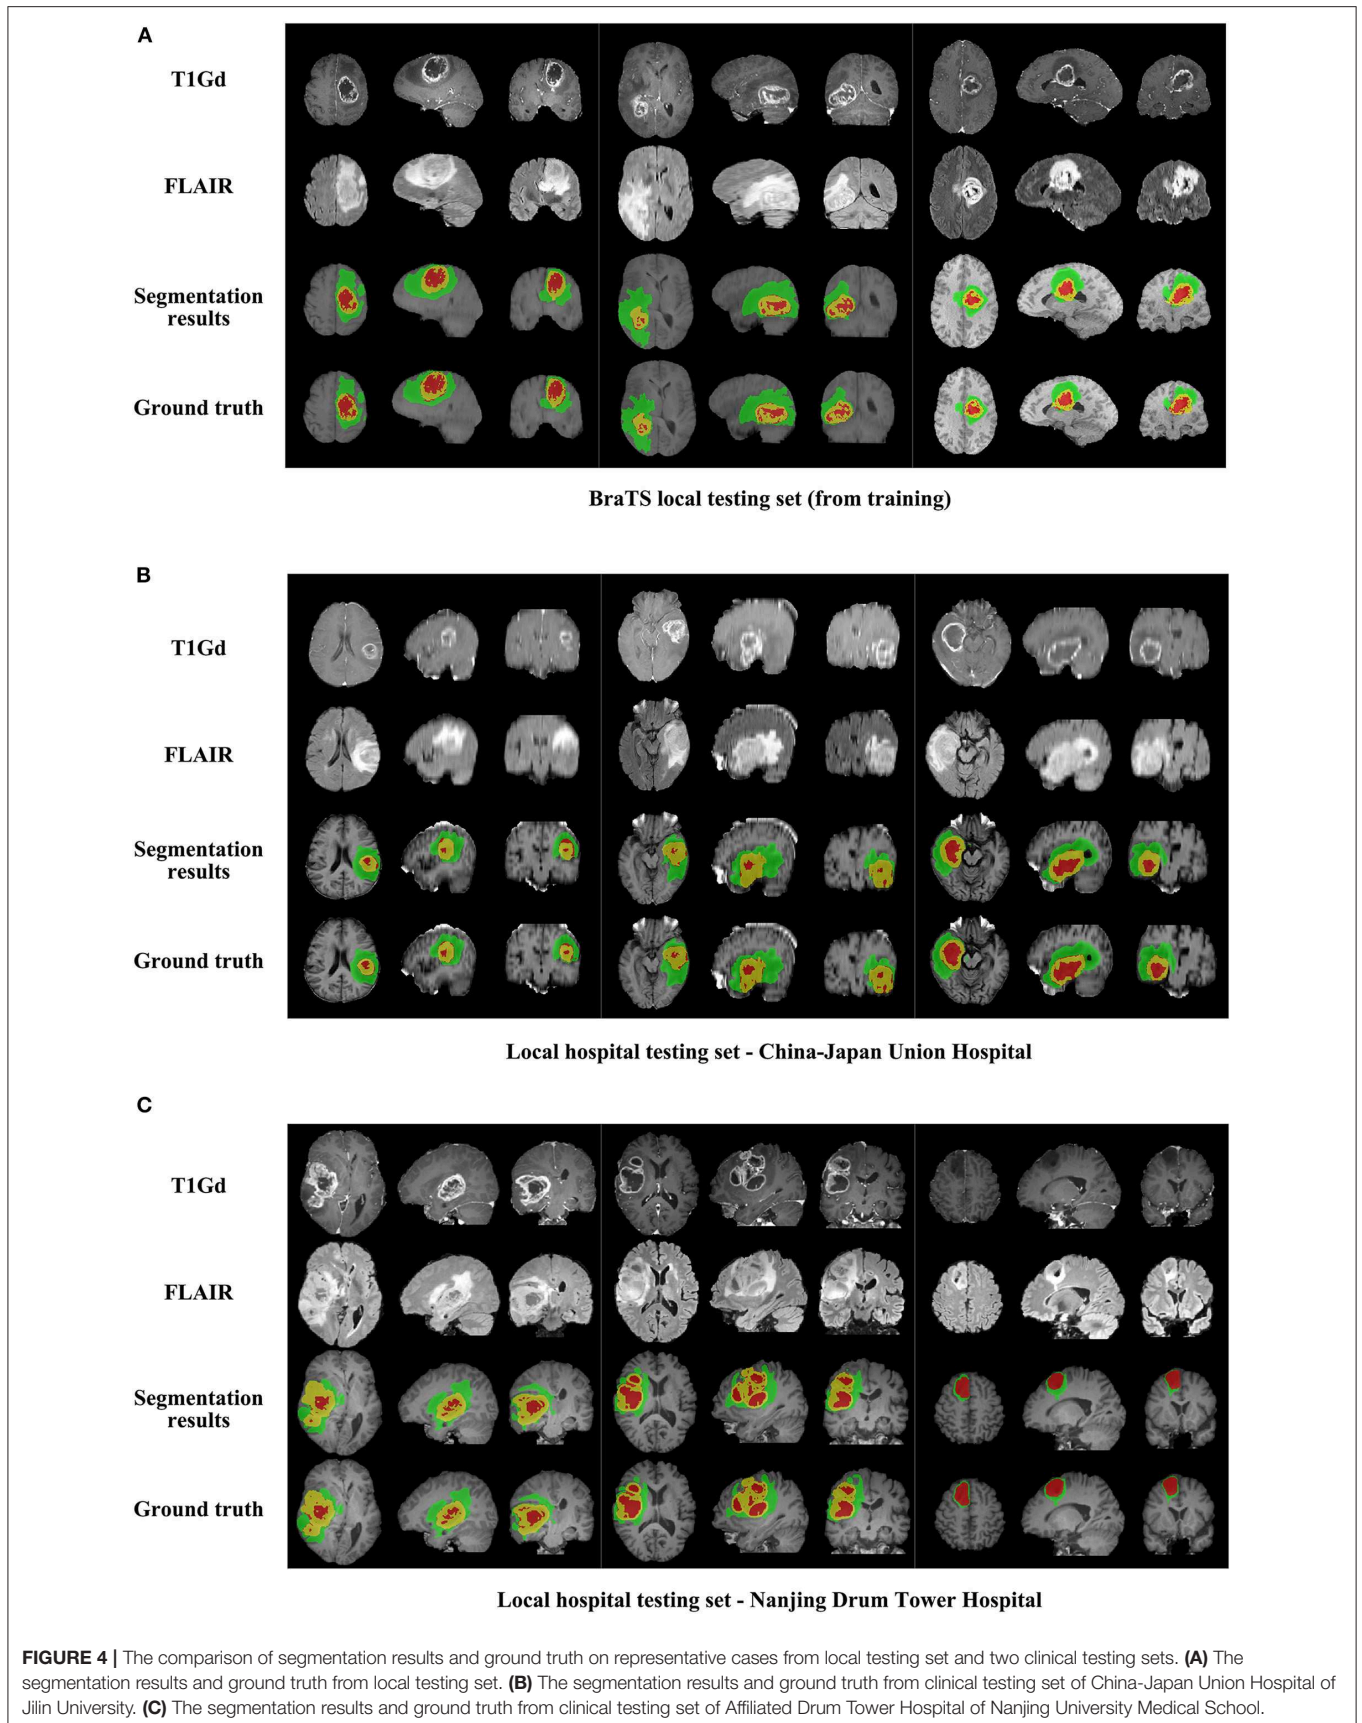 A
T1Gd
FLAIR
Segmentation
results
Ground truth
BraTS local testing set (from training)
B
T1Gd
FLAIR
Segmentation
results
Ground truth
Local hospital testing set - China-Japan Union Hospital
C
T1Gd
FLAIR
Segmentation
results
Ground truth
Local hospital testing set - Nanjing Drum Tower Hospital
FIGURE 4 | The comparison of segmentation results and ground truth on representative cases from local testing set and two clinical testing sets. (A) The
segmentation results and ground truth from local testing set. (B) The segmentation results and ground truth from clinical testing set of China-Japan Union Hospital of
Jilin University. (C) The segmentation results and ground truth from clinical testing set of Affiliated Drum Tower Hospital of Nanjing University Medical School.